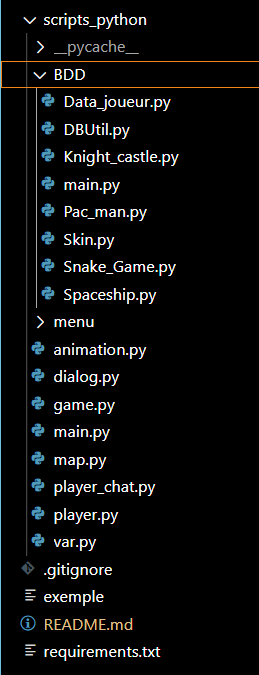 scripts_python
__pycache__
BDD
Data_joueur.py
DBUtil.py
Knight_castle.py
main.py
Pac_man.py
Skin.py
Snake_Game.py
Spaceship.py
menu
animation.py
dialog.py
game.py
main.py
map.py
player_chat.py
player.py
var.py
.gitignore
exemple
README.md
requirements.txt